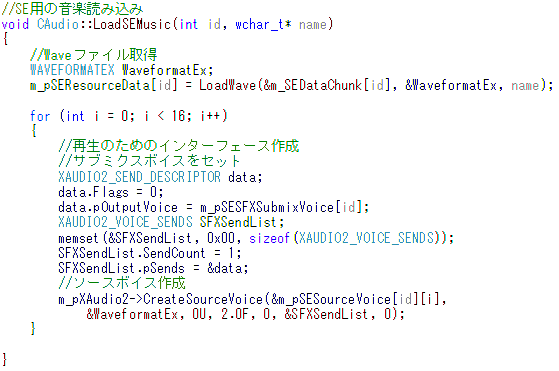 //SE用の音楽読み込み
void CAudio::LoadSEMusic(int id, wchar_t* name)
{
//Waveファイル取得
WAVEFORMATEX WaveformatEx;
m_pSEResourceData[id] = LoadWave(&m_SEDataChunk[id], &WaveformatEx, name);
for (int i = 0; i < 16; i++)
{
//再生のためのインターフェース作成
//サブミクスボイスをセット
XAUDIO2_SEND_DESCRIPTOR data;
data.Flags = 0;
data.pOutputVoice = m_pSESFXSubmixVoice[id];
XAUDIO2_VOICE_SENDS SFXSendList;
memset(&SFXSendList, 0x00, sizeof(XAUDIO2_VOICE_SENDS));
SFXSendList.SendCount = 1;
SFXSendList.pSends = &data;
//ソースボイス作成
m_pXAudio2->CreateSourceVoice(&m_pSESourceVoice[id][i],
&WaveformatEx, 0U, 2.0F, 0, &SFXSendList, 0);
}
}